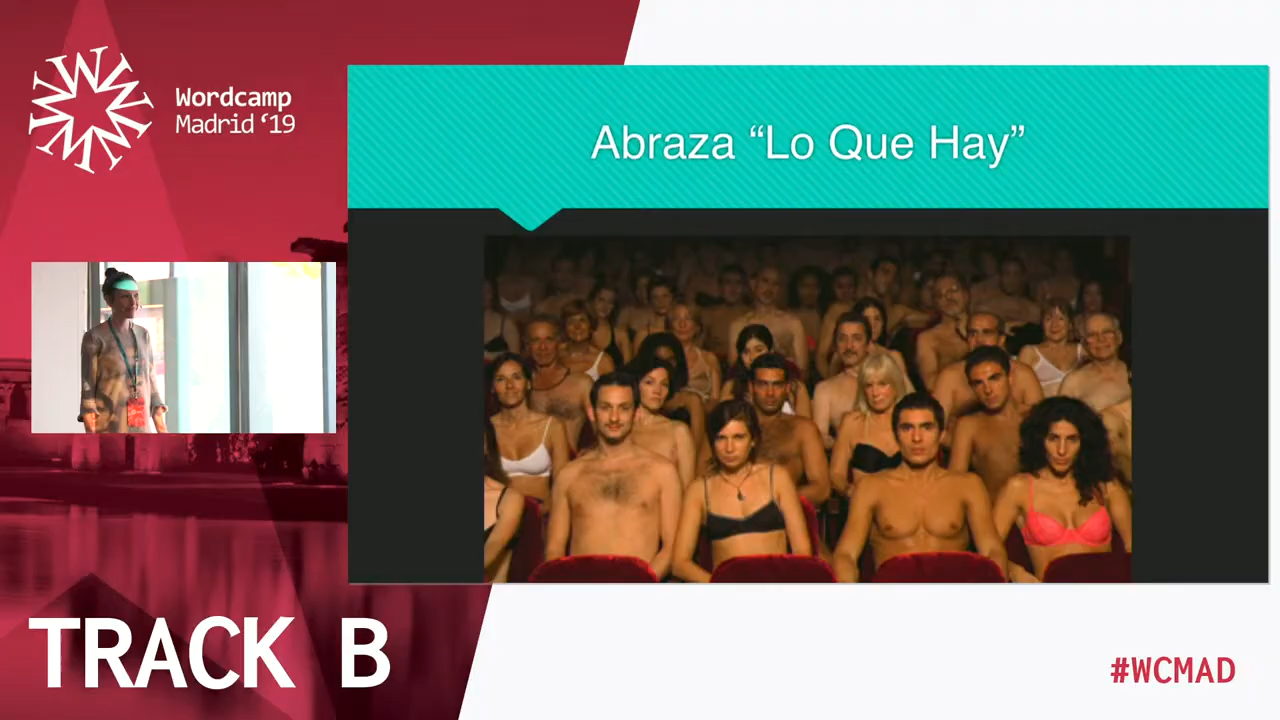 Wordcamp
Madrid ‘19
Abraza “Lo Que Hay”
TRACK B
#WCMAD